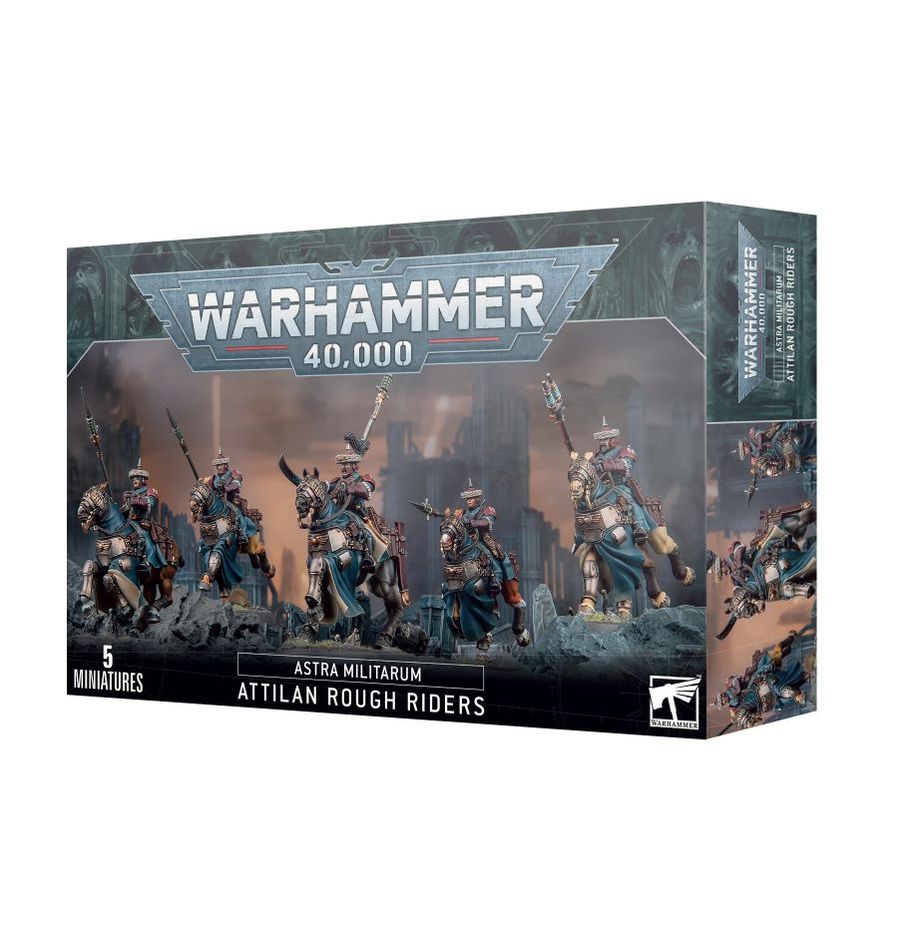 WARHAMMER
40,000
™
5
MINIATURES
ASTRA MILITARUM
ATTILAN ROUGH RIDERS
WARHAMMER
WARHAMMER
40,000
ASTRA MILITARUM
ATTILAN ROUGH RIDERS